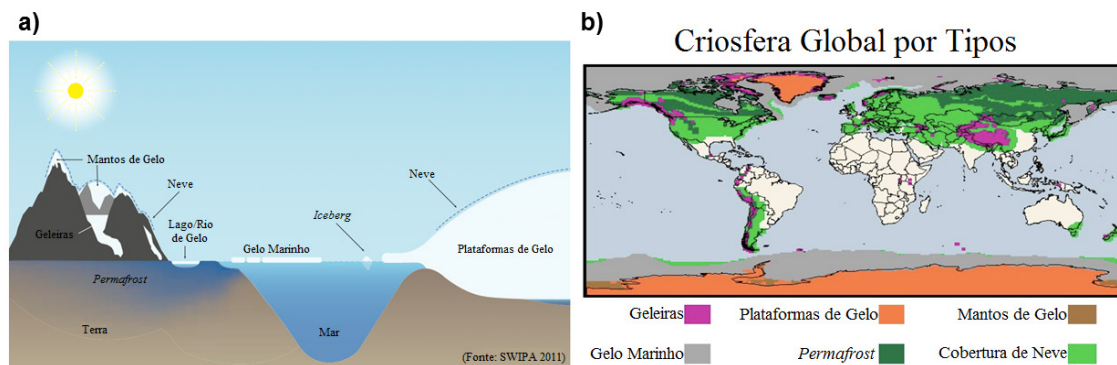 a)
Mantos de Gelo
Neve
Geleiras
Lago/Rio
de Gelo
Permafrost
Terra
Gelo Marinho
Iceberg
Mar
Neve
Plataformas de Gelo
(Fonte: SWIPA 2011)
b)
Criosfera Global por Tipos
Geleiras
Plataformas de Gelo
Mantos de Gelo
Gelo Marinho
Permafrost
Cobertura de Neve